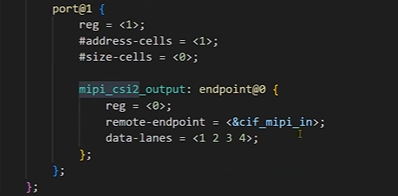 port@1 {
reg = <1>;
#address-cells = <1>;
#size-cells = <0>;
mipi_csi2_output: endpoint@0 {
reg = <0>;
remote-endpoint = <&cif_mipi_in>;
data-lanes = <1 2 3 4>;
};
};
};